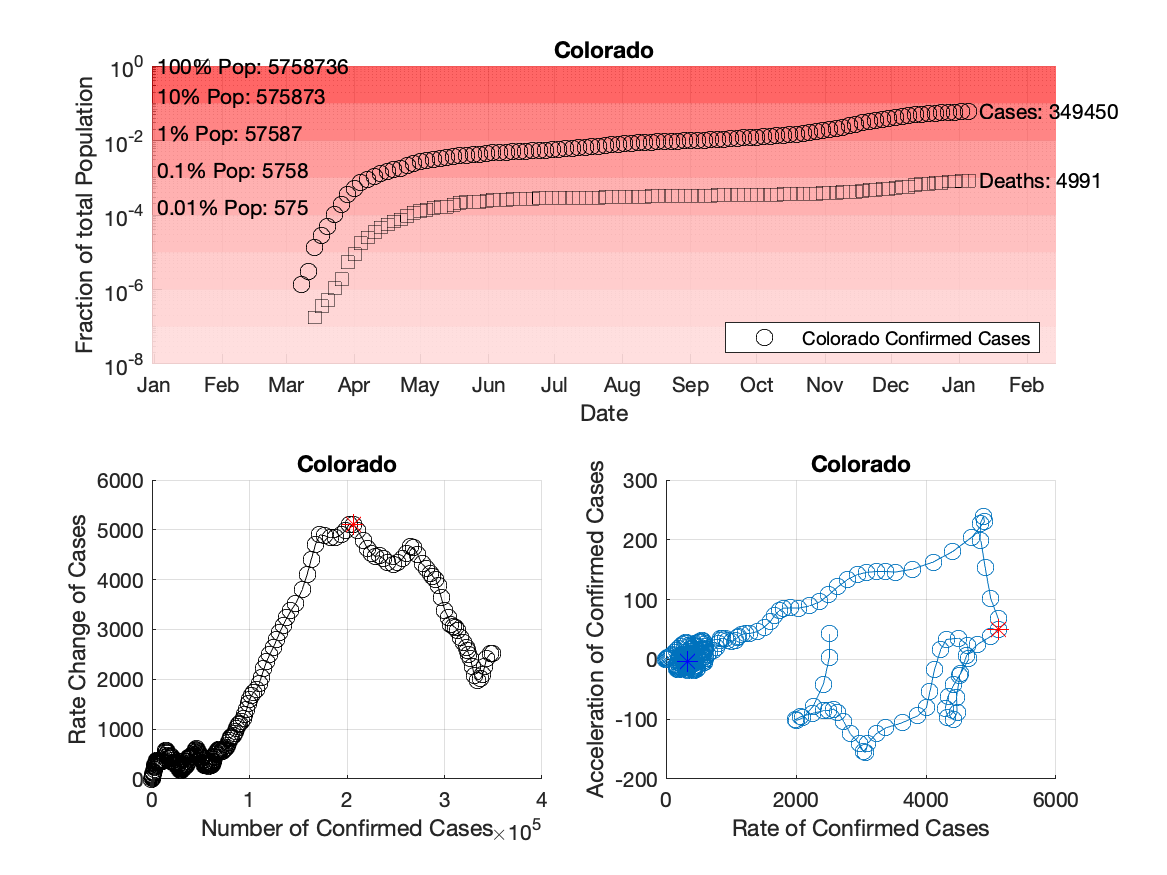 Colorado
10^0
10^-2
10^-4
10^-6
10^-8
Fraction of total Population
100% Pop: 5758736
10% Pop: 575873
1% Pop: 57587
0.1% Pop: 5758
0.01% Pop: 575
Cases: 349450
Deaths: 4991
Colorado Confirmed Cases
Jan Feb Mar Apr May Jun Jul Aug Sep Oct Nov Dec Jan Feb
Date
Colorado
6000
5000
4000
3000
2000
1000
0
Rate Change of Cases
0 1 2 3 4
Number of Confirmed Cases ×10^5
Colorado
300
200
100
0
-100
-200
Acceleration of Confirmed Cases
0 2000 4000 6000
Rate of Confirmed Cases